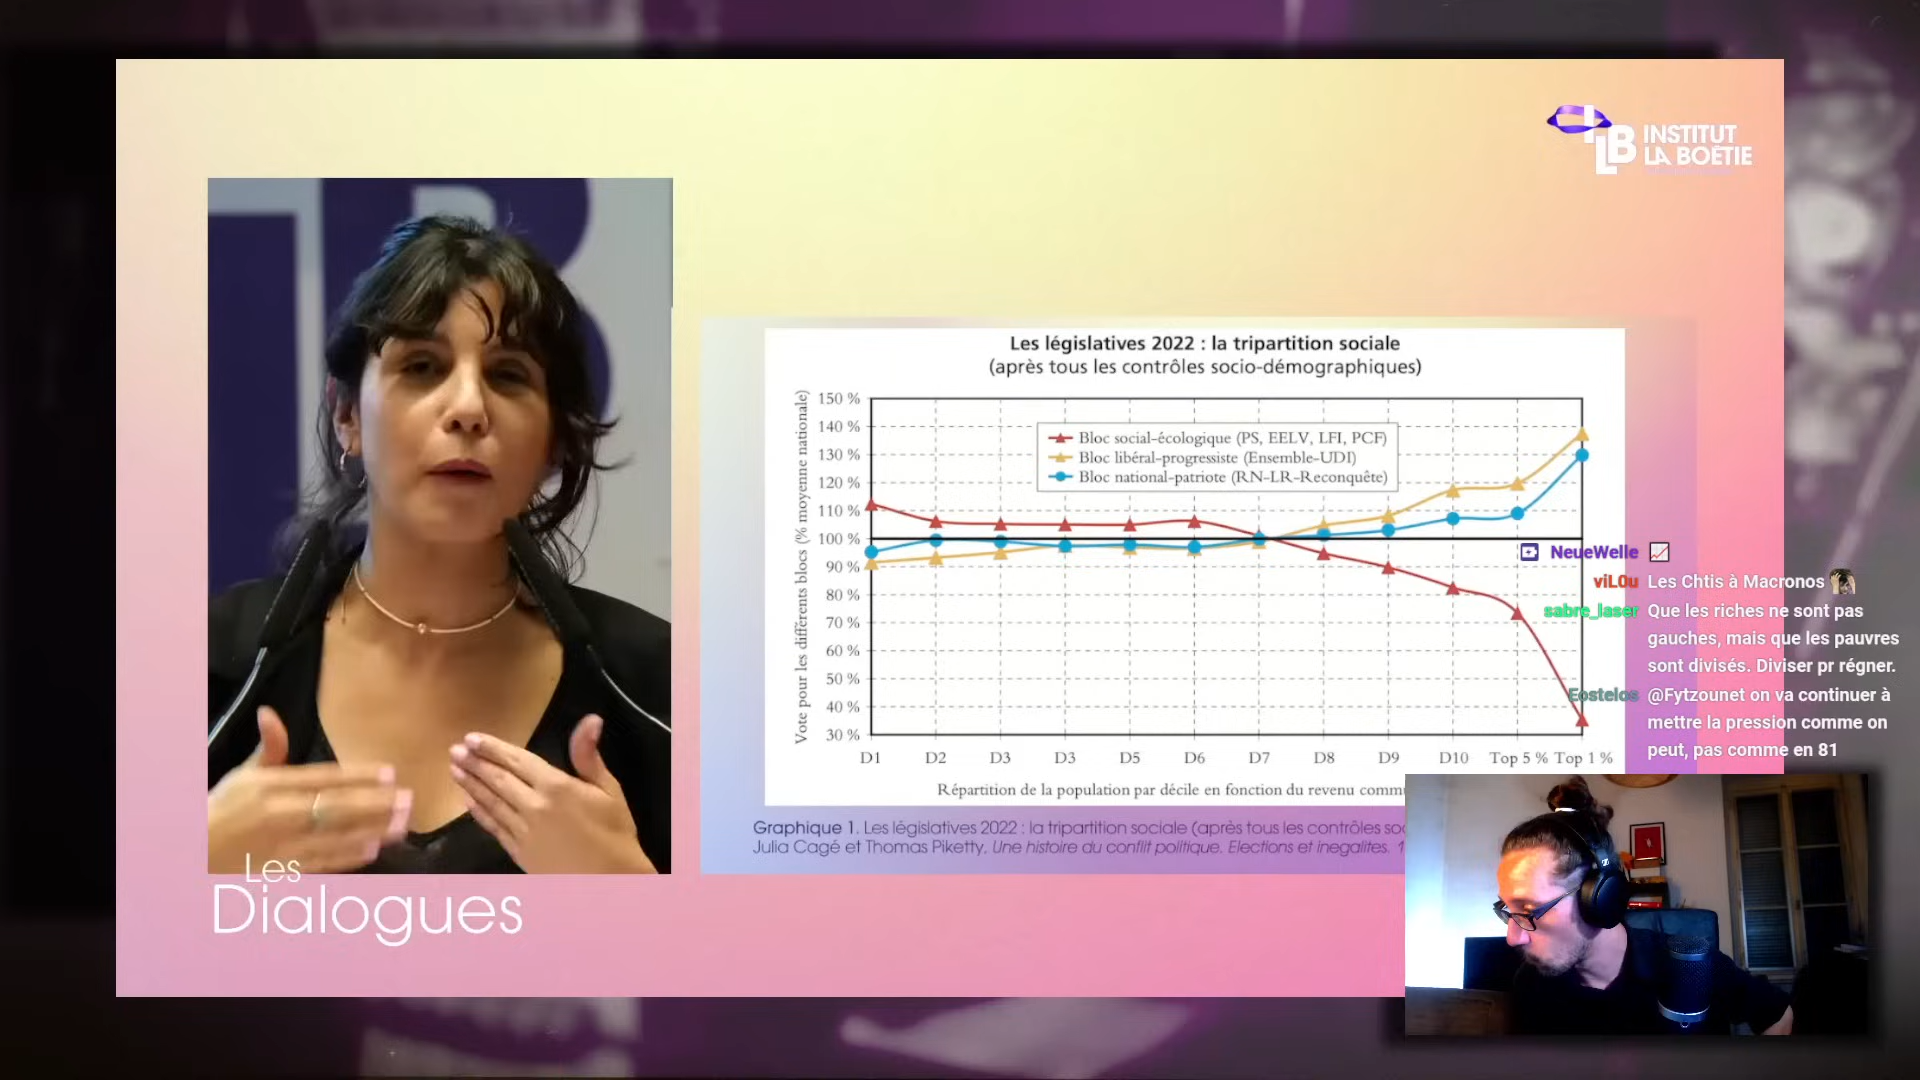 INSTITUT
LA BOÉTIE
Les législatives 2022 : la tripartition sociale
(après tous les contrôles socio-démographiques)
Vote pour les différents blocs (% moyenne nationale)
150 %
140 %
130 %
120 %
110 %
100 %
90 %
80 %
70 %
60 %
50 %
40 %
30 %
Bloc social-écologique (PS, EELV, LFI, PCF)
Bloc libéral-progressiste (Ensemble-UDI)
Bloc national-patriote (RN-LR-Reconquête)
D1 D2 D3 D3 D5 D6 D7 D8 D9 D10 Top 5 % Top 1 %
Répartition de la population par décile en fonction du revenu
Graphique 1. Les législatives 2022 : la tripartition sociale (après tous les contrôles
Julia Cagé et Thomas Piketty, Une histoire du conflit politique. Elections et inegalites.
NeueWelle
viL0u Les Chtis à Macronos
sabre_laser Que les riches ne sont pas
gauches, mais que les pauvres
sont divisés. Diviser pr régner.
Eostelos @Fytzounet on va continuer à
mettre la pression comme on
peut, pas comme en 81
Les
Dialogues